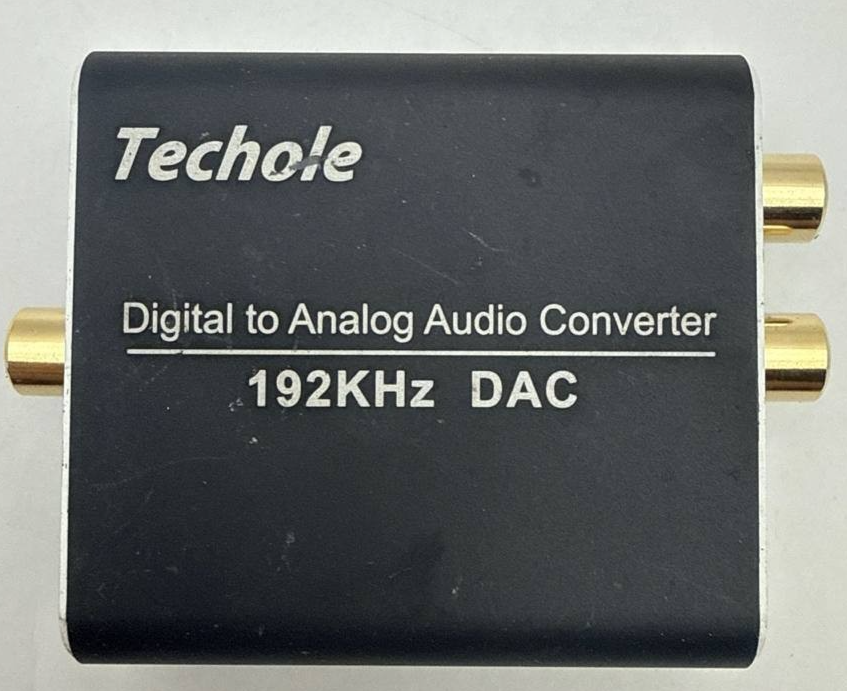 Techole
Digital to Analog Audio Converter
192KHz DAC